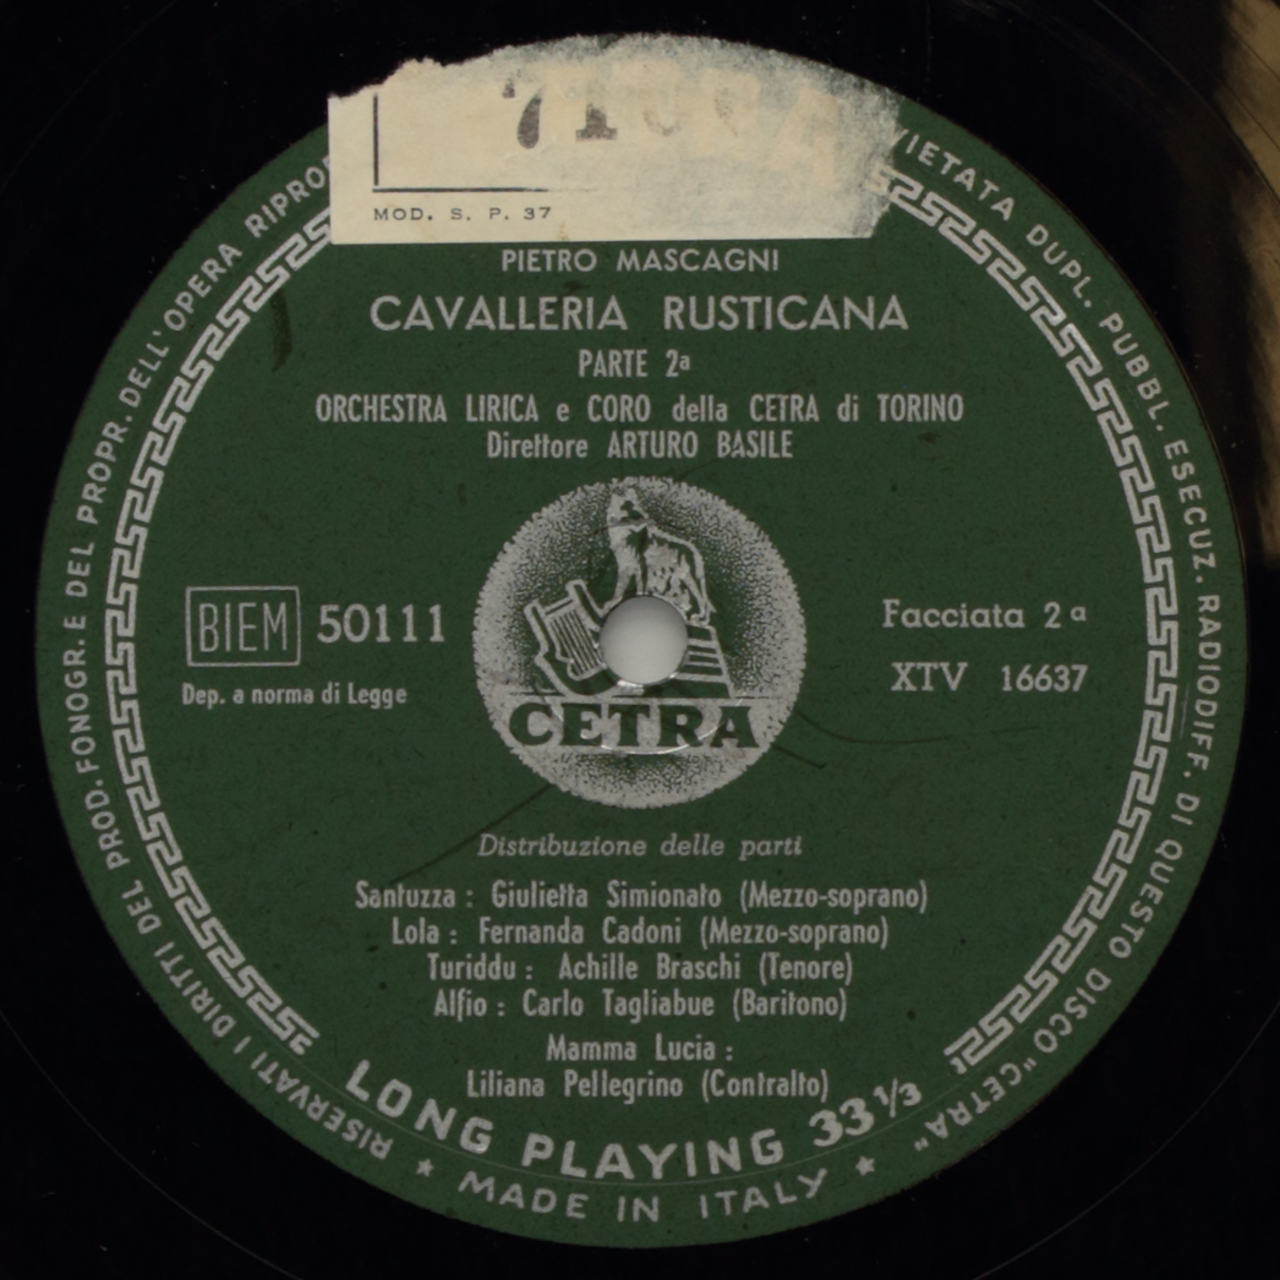 MOD. S. P. 37
PIETRO MASCAGNI
CAVALLERIA RUSTICANA
PARTE 2ª
ORCHESTRA LIRICA e CORO della CETRA di TORINO
Direttore ARTURO BASILE
BIEM 50111
Dep. a norma di Legge
Facciata 2ª
XTV 16637
CETRA
Distribuzione delle parti
Santuzza : Giulietta Simionato (Mezzo-soprano)
Lola : Fernanda Cadoni (Mezzo-soprano)
Turiddu : Achille Braschi (Tenore)
Alfio : Carlo Tagliabue (Baritono)
Mamma Lucia :
Liliana Pellegrino (Contralto)
LONG PLAYING 33 1/3
★ MADE IN ITALY ★
RISERVATI I DIRITTI DEL PROD. FONOGR. E DEL PROPR. DELL'OPERA
VIETATA DUPL. PUBBL. ESECUZ. RADIODIFF. DI QUESTO DISCO "CETRA"